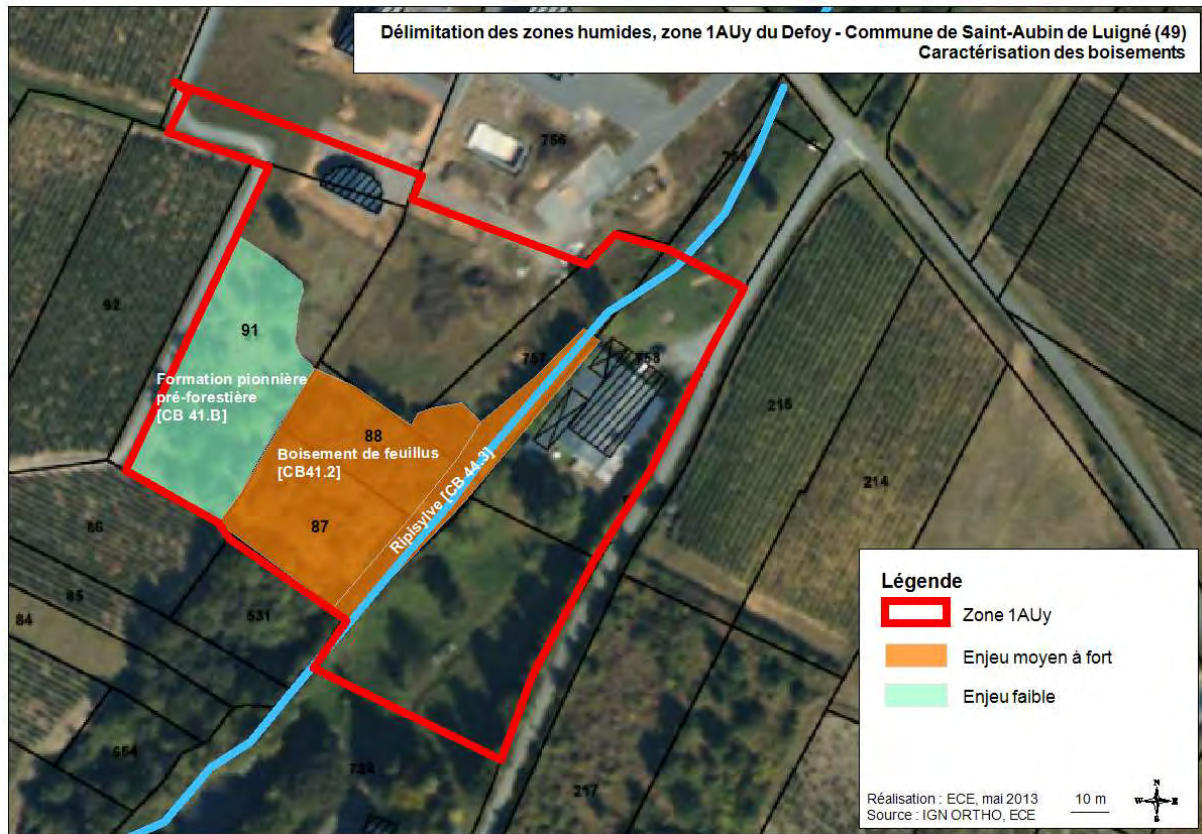 Délimitation des zones humides, zone 1AUy du Defoy - Commune de Saint-Aubin de Luigné (49)
Caractérisation des boisements
756
92
91
757
758
Formation pionnière
pré-forestière
[CB 41.B]
215
88
Boisement de feuillus
[CB41.2]
Ripisylve [CB 44.3]
214
87
86
85
84
531
654
217
Légende
Zone 1AUy
Enjeu moyen à fort
Enjeu faible
Réalisation : ECE, mai 2013
Source : IGN ORTHO, ECE
10 m
N
W
E
S